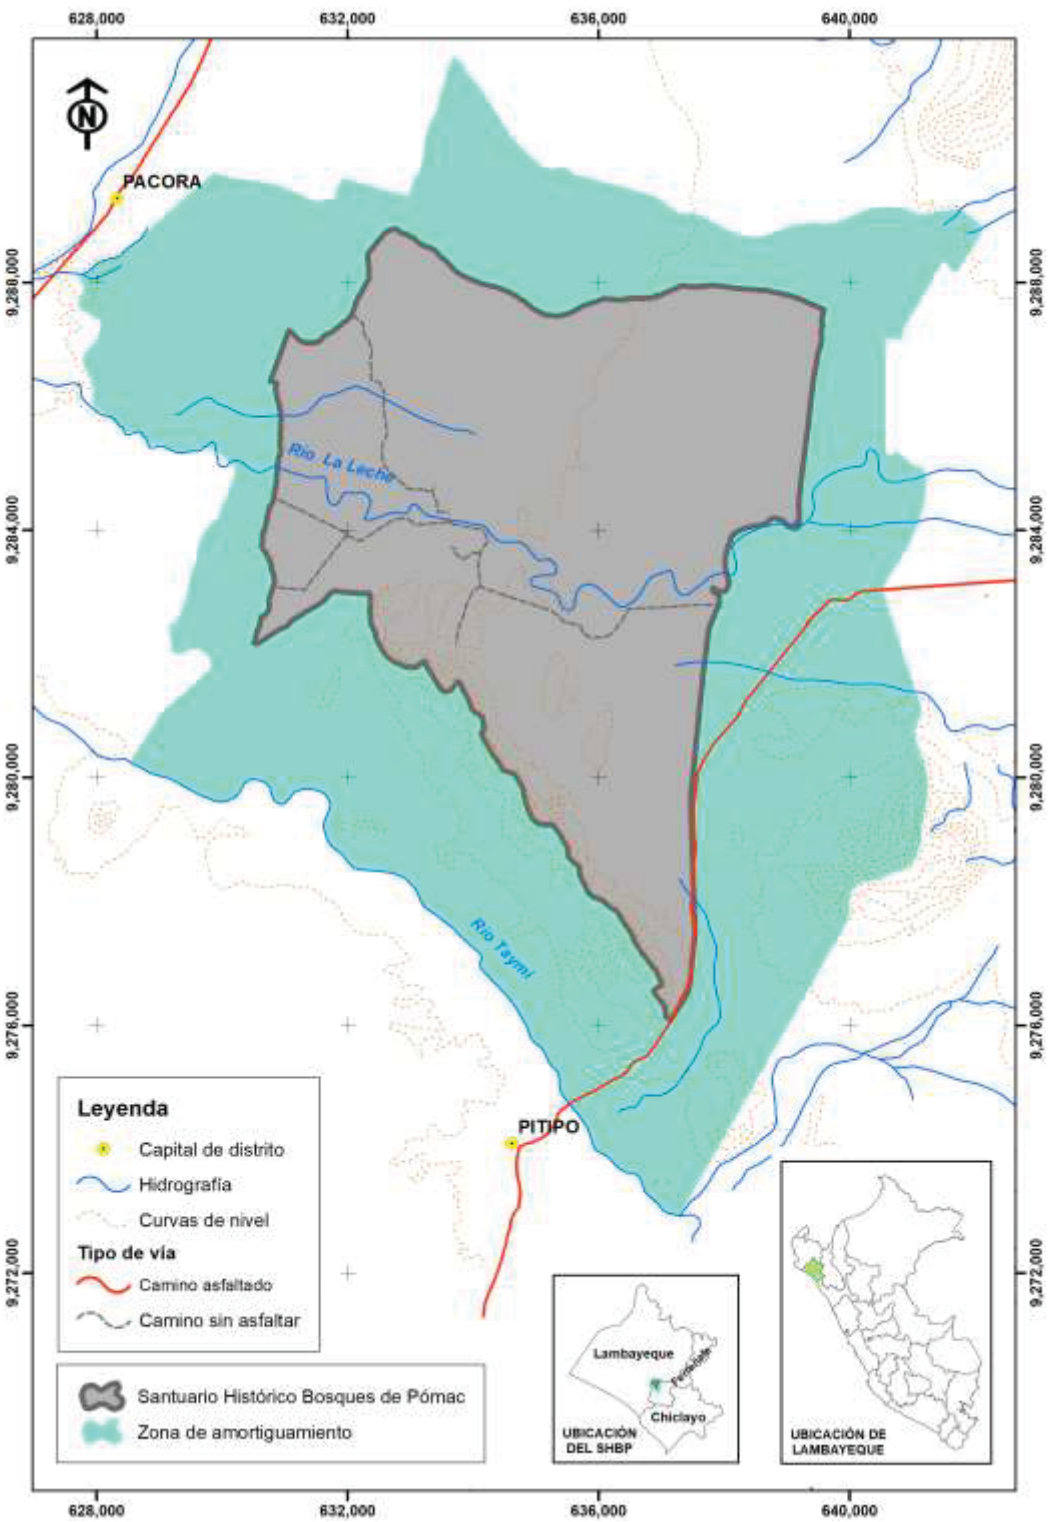 628,000 632,000 636,000 640,000
N
PACORA
9,288,000 9,288,000
Río La Leche
9,284,000 9,284,000
9,280,000 9,280,000
Río Taymi
9,276,000 9,276,000
PITIPO
9,272,000 9,272,000
Leyenda
Capital de distrito
Hidrografía
Curvas de nivel
Tipo de vía
Camino asfaltado
Camino sin asfaltar
Santuario Histórico Bosques de Pómac
Zona de amortiguamiento
Lambayeque
Ferreñafe
Chiclayo
UBICACIÓN
DEL SHBP
UBICACIÓN DE
LAMBAYEQUE
628,000 632,000 636,000 640,000